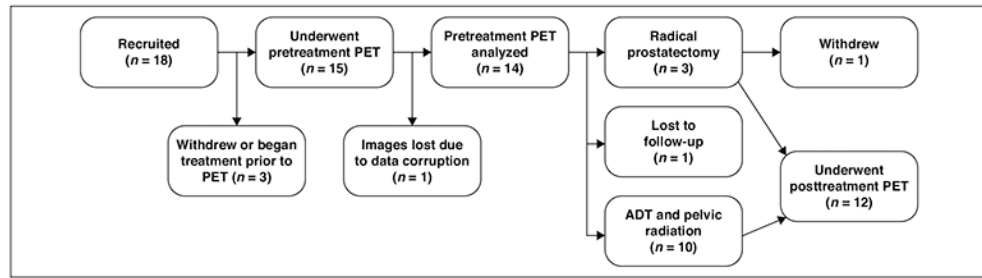 Recruited
(n = 18)
Underwent
pretreatment PET
(n = 15)
Pretreatment PET
analyzed
(n = 14)
Radical
prostatectomy
(n = 3)
Withdrew
(n = 1)
Withdrew or began
treatment prior to
PET (n = 3)
Images lost due
to data corruption
(n = 1)
Lost to
follow-up
(n = 1)
Underwent
posttreatment PET
(n = 12)
ADT and pelvic
radiation
(n = 10)